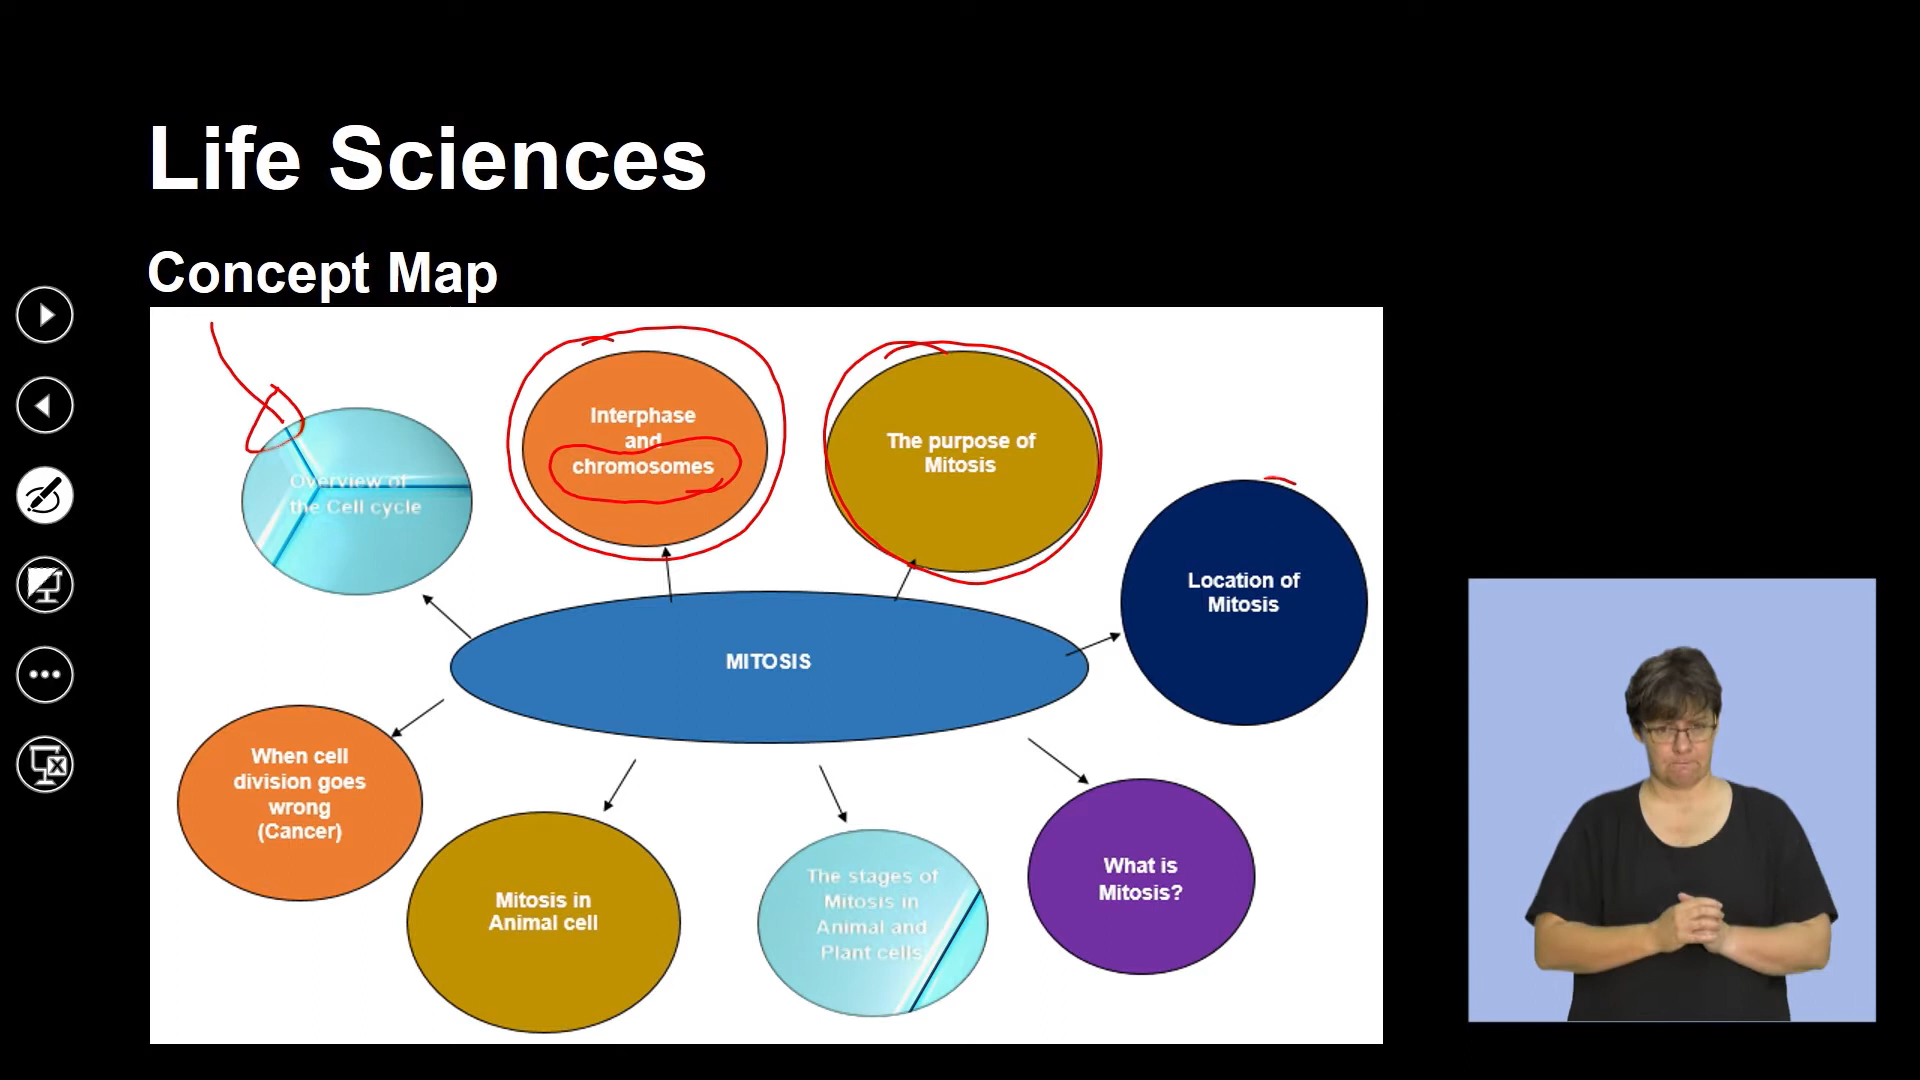 Life Sciences
Concept Map
Overview of
the Cell cycle
Interphase
and
chromosomes
The purpose of
Mitosis
Location of
Mitosis
MITOSIS
When cell
division goes
wrong
(Cancer)
Mitosis in
Animal cell
The stages of
Mitosis in
Animal and
Plant cells
What is
Mitosis?